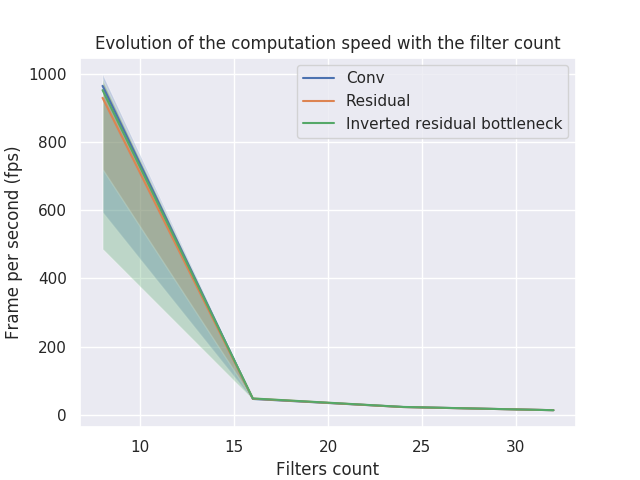 Evolution of the computation speed with the filter count
Conv
Residual
Inverted residual bottleneck
Frame per second (fps)
1000
800
600
400
200
0
10 15 20 25 30
Filters count